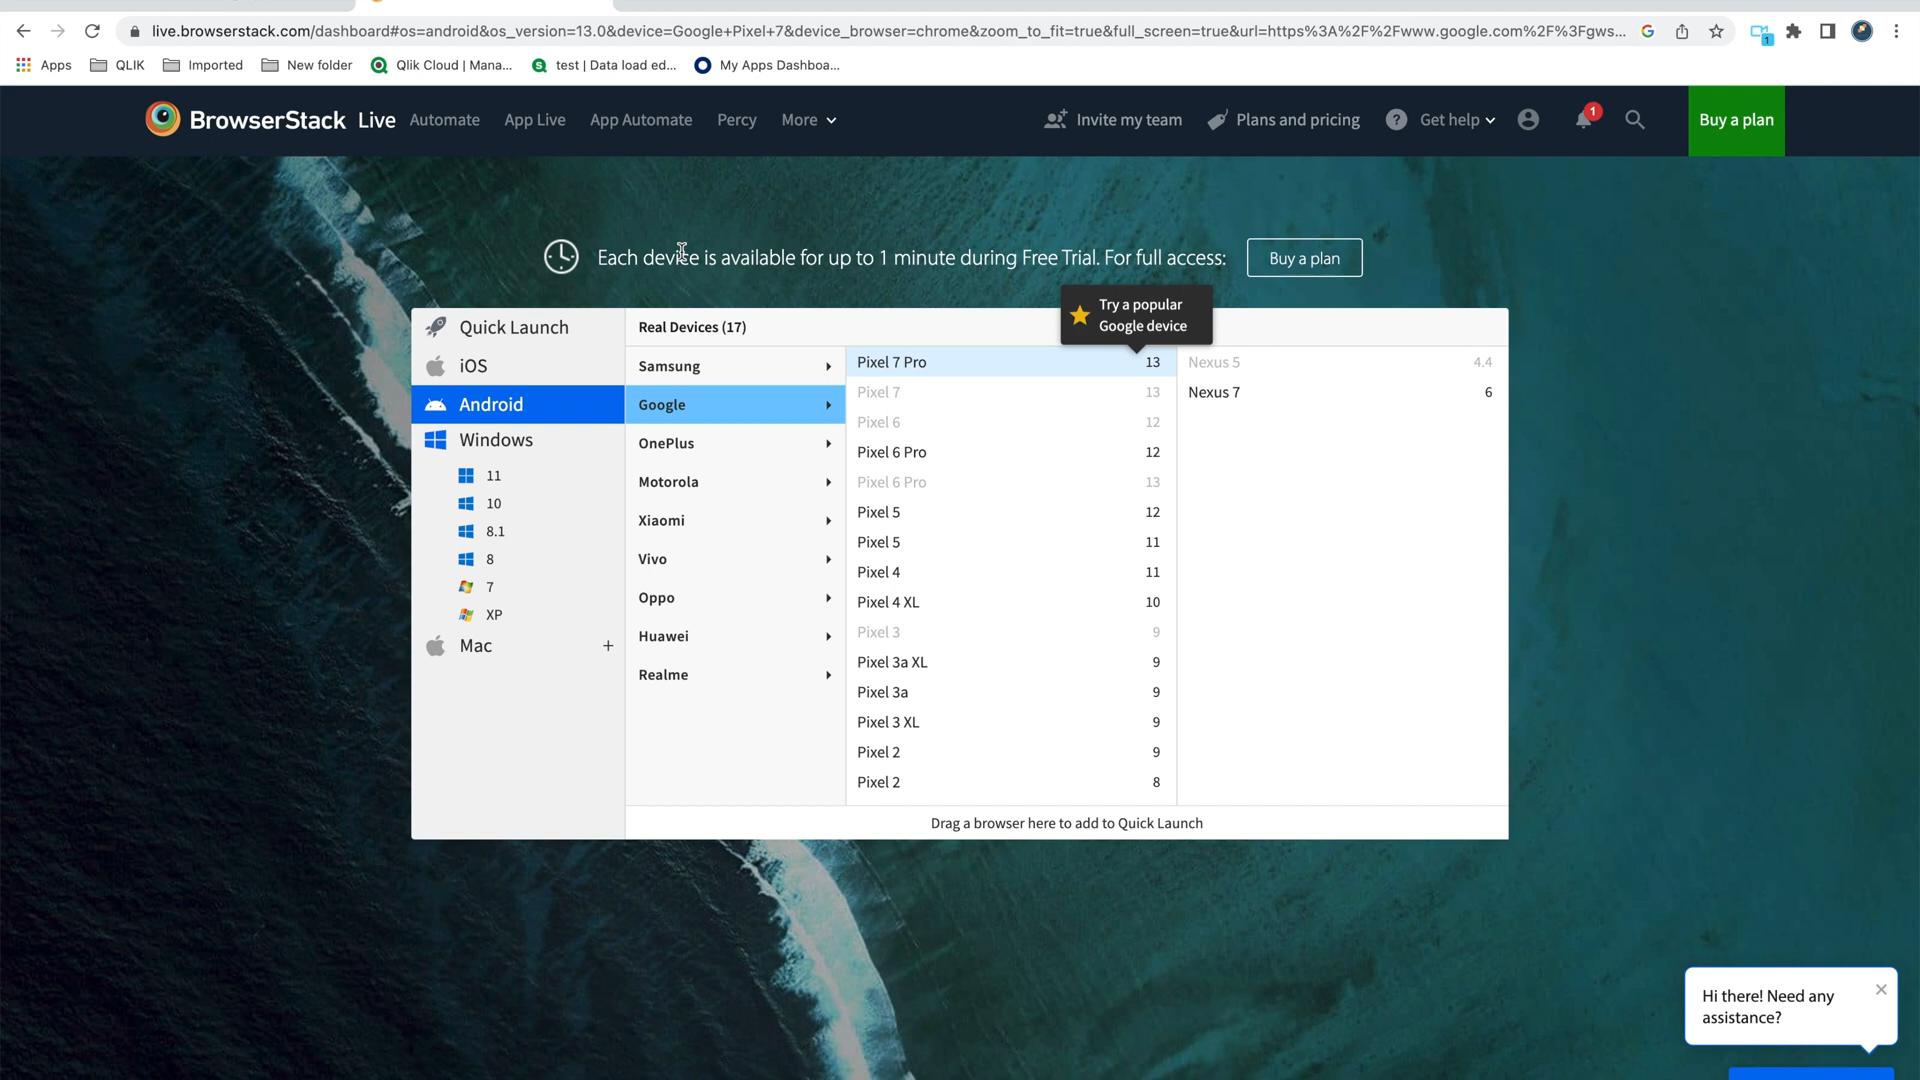 live.browserstack.com/dashboard#os=android&os_version=13.0&device=Google+Pixel+7&device_browser=chrome&zoom_to_fit=true&full_screen=true&url=https%3A%2F%2Fwww.google.com%2F%3Fgws...
Apps QLIK Imported New folder Qlik Cloud | Mana... test | Data load ed... My Apps Dashboa...
1
BrowserStack Live Automate App Live App Automate Percy More Invite my team Plans and pricing ? Get help 1 Buy a plan
Each device is available for up to 1 minute during Free Trial. For full access: Buy a plan
Try a popular
Google device
Quick Launch
iOS
Android
Windows
11
10
8.1
8
7
XP
Mac +
Real Devices (17)
Samsung
Google
OnePlus
Motorola
Xiaomi
Vivo
Oppo
Huawei
Realme
Pixel 7 Pro 13
Pixel 7 13
Pixel 6 12
Pixel 6 Pro 12
Pixel 6 Pro 13
Pixel 5 12
Pixel 5 11
Pixel 4 11
Pixel 4 XL 10
Pixel 3 9
Pixel 3a XL 9
Pixel 3a 9
Pixel 3 XL 9
Pixel 2 9
Pixel 2 8
Nexus 5 4.4
Nexus 7 6
Drag a browser here to add to Quick Launch
Hi there! Need any
assistance?